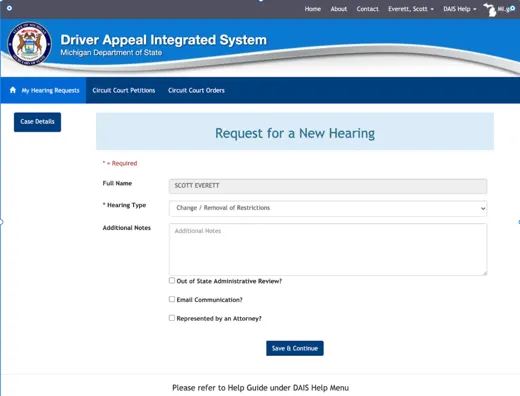 Home About Contact Everett, Scott DAIS Help MI.gov
Driver Appeal Integrated System
Michigan Department of State
My Hearing Requests Circuit Court Petitions Circuit Court Orders
Case Details
Request for a New Hearing
* = Required
Full Name SCOTT EVERETT
* Hearing Type Change / Removal of Restrictions
Additional Notes Additional Notes
Out of State Administrative Review?
Email Communication?
Represented by an Attorney?
Save & Continue
Please refer to Help Guide under DAIS Help Menu